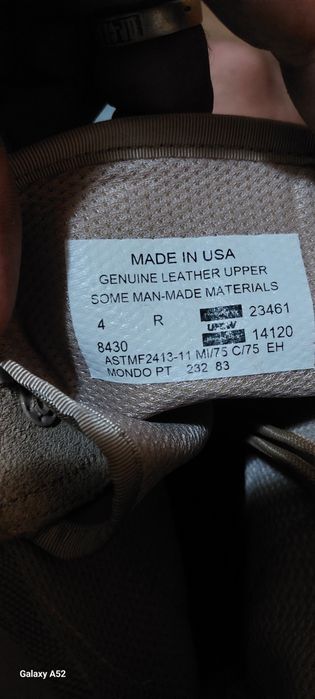 MADE IN USA
GENUINE LEATHER UPPER
SOME MAN-MADE MATERIALS
4 R 23461
UFCW
8430 14120
ASTMF2413-11 MI/75 C/75 EH
MONDO PT 232 83
Galaxy A52